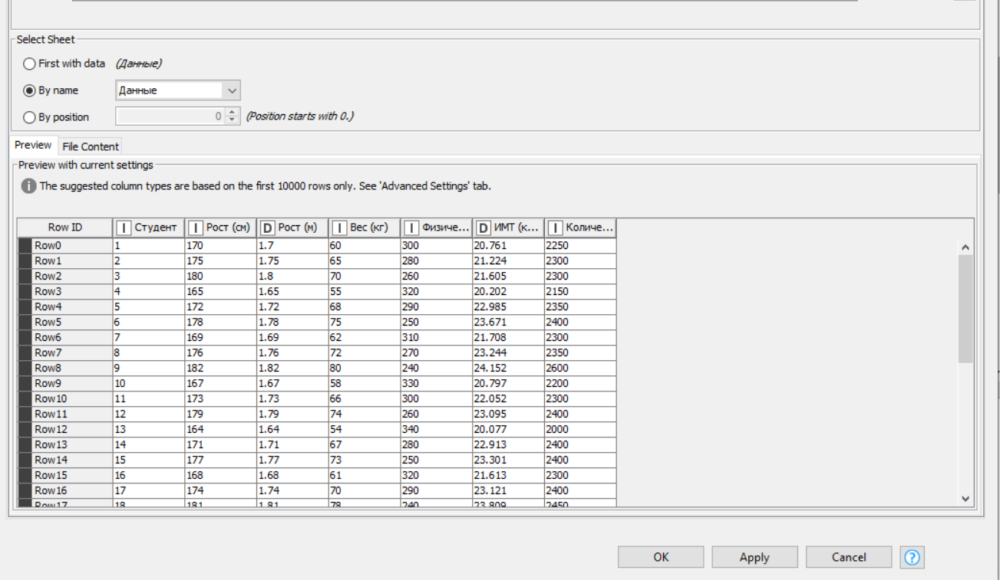 Select Sheet
First with data (Данные)
By name Данные
By position 0 (Position starts with 0.)
Preview File Content
Preview with current settings
The suggested column types are based on the first 10000 rows only. See 'Advanced Settings' tab.
Row ID I Студент I Рост (см) D Рост (м) I Вес (кг) I Физиче... D ИМТ (к... I Количе...
Row0 1 170 1.7 60 300 20.761 2250
Row1 2 175 1.75 65 280 21.224 2300
Row2 3 180 1.8 70 260 21.605 2300
Row3 4 165 1.65 55 320 20.202 2150
Row4 5 172 1.72 68 290 22.985 2350
Row5 6 178 1.78 75 250 23.671 2400
Row6 7 169 1.69 62 310 21.708 2300
Row7 8 176 1.76 72 270 23.244 2350
Row8 9 182 1.82 80 240 24.152 2600
Row9 10 167 1.67 58 330 20.797 2200
Row10 11 173 1.73 66 300 22.052 2300
Row11 12 179 1.79 74 260 23.095 2400
Row12 13 164 1.64 54 340 20.077 2000
Row13 14 171 1.71 67 280 22.913 2400
Row14 15 177 1.77 73 250 23.301 2400
Row15 16 168 1.68 61 320 21.613 2300
Row16 17 174 1.74 70 290 23.121 2400
Row17 18 181 1.81 78 240 23.809 2450
OK Apply Cancel ?